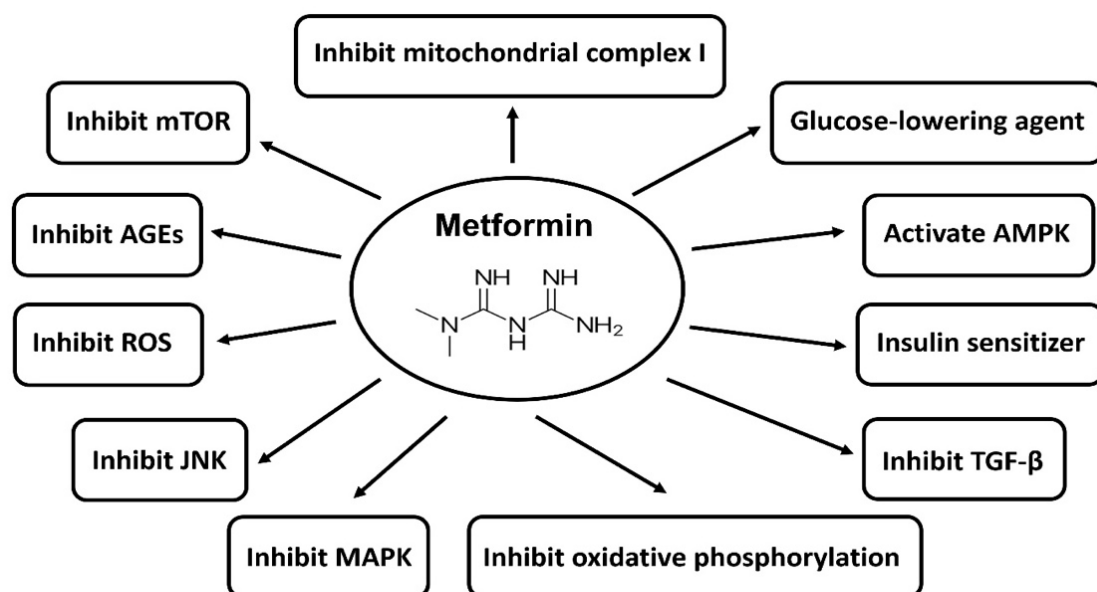 Inhibit mitochondrial complex I
Inhibit mTOR
Glucose-lowering agent
Inhibit AGEs
Metformin
Activate AMPK
NH NH
N N NH₂
H
Inhibit ROS
Insulin sensitizer
Inhibit JNK
Inhibit TGF-β
Inhibit MAPK
Inhibit oxidative phosphorylation